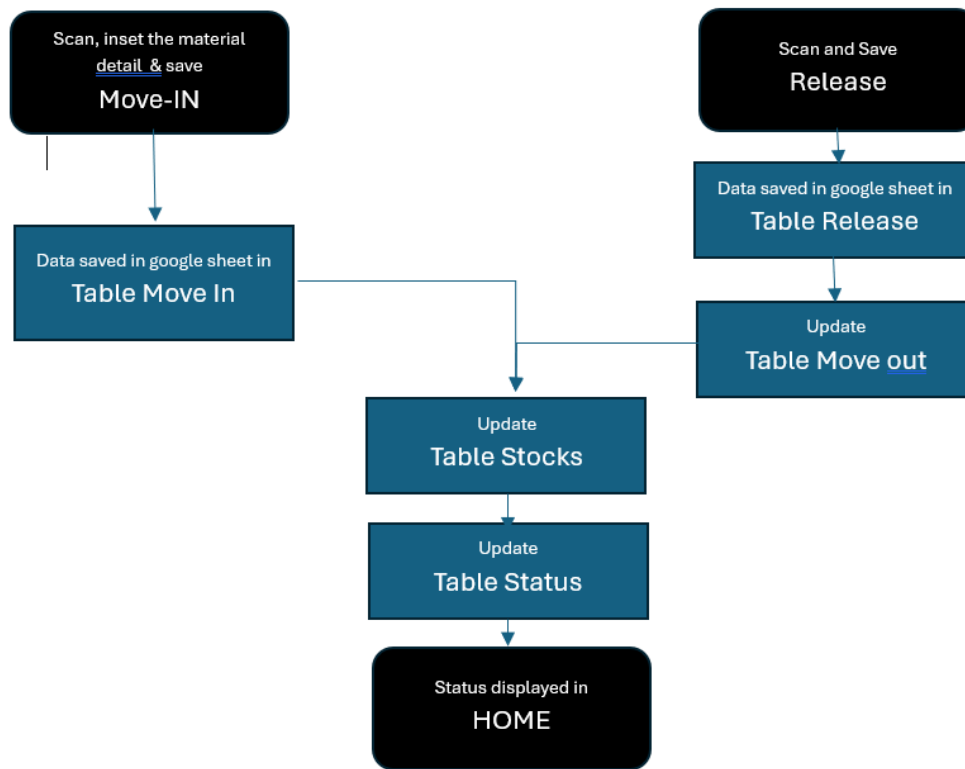 Scan, inset the material
detail & save
Move-IN
Scan and Save
Release
Data saved in google sheet in
Table Release
Data saved in google sheet in
Table Move In
Update
Table Move out
Update
Table Stocks
Update
Table Status
Status displayed in
HOME